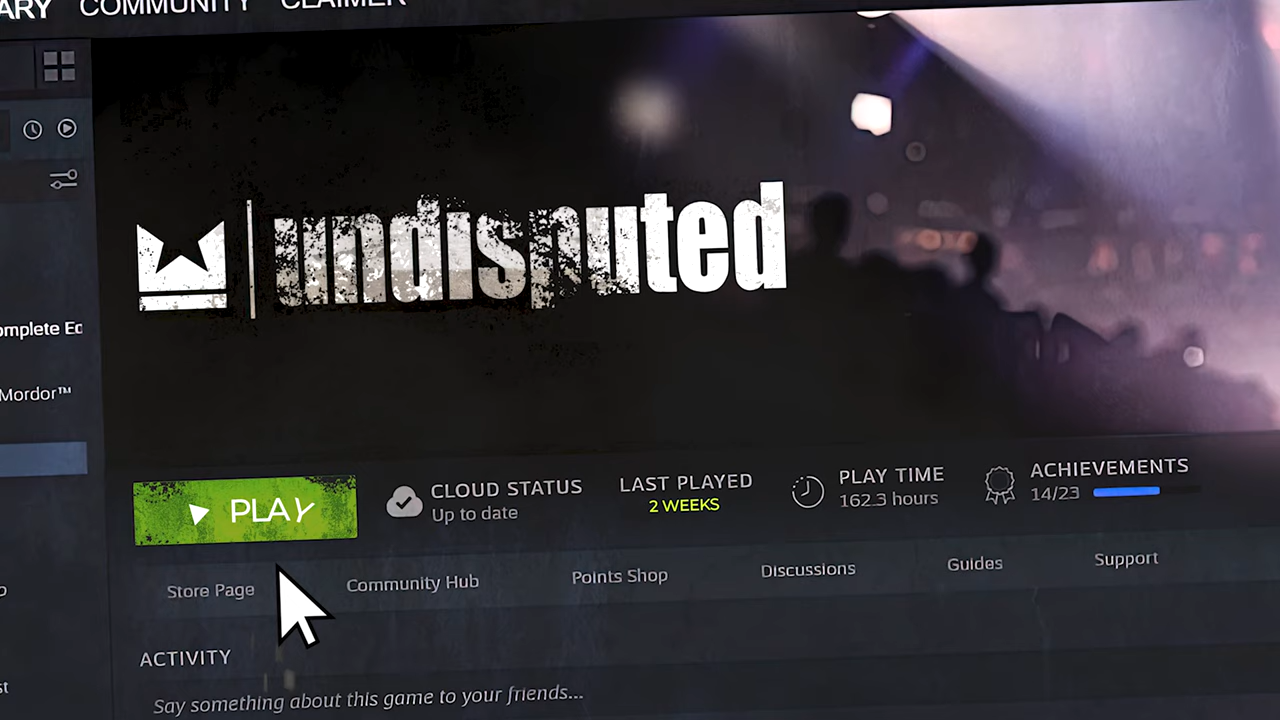 ARY COMMUNITY CLAIMER
undisputed
omplete Ed
Mordor™
PLAY
CLOUD STATUS
Up to date
LAST PLAYED
2 WEEKS
PLAY TIME
162.3 hours
ACHIEVEMENTS
14/23
Store Page
Community Hub
Points Shop
Discussions
Guides
Support
ACTIVITY
Say something about this game to your friends...
st